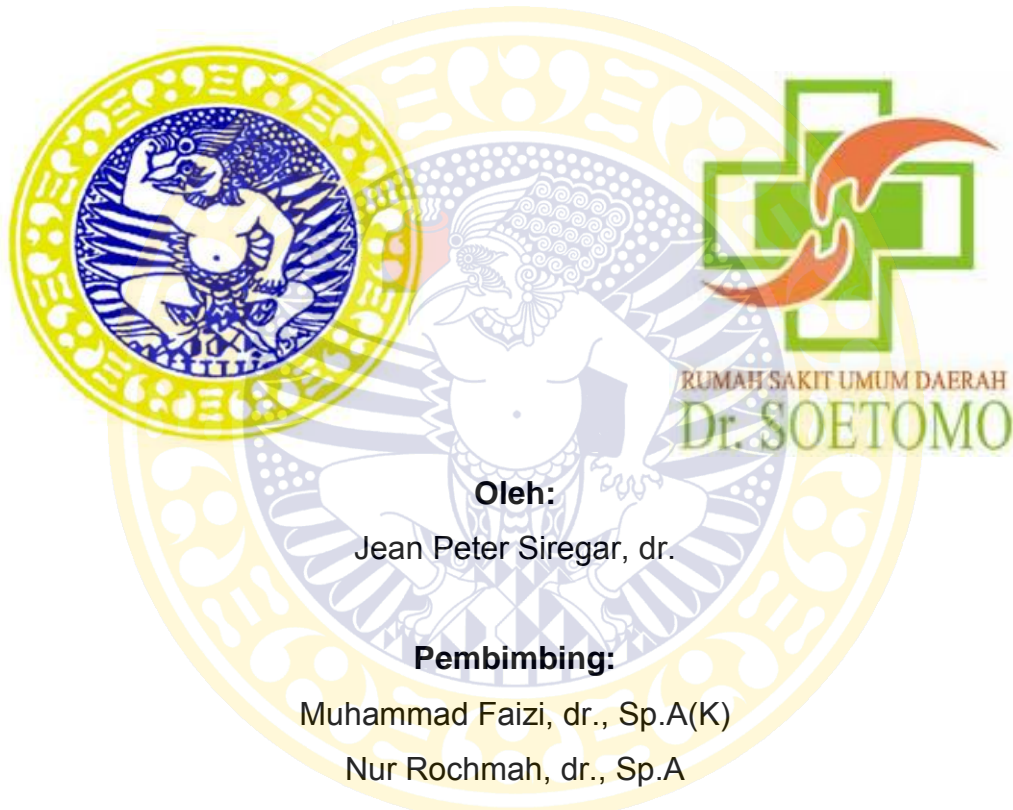 RUMAH SAKIT UMUM DAERAH
Dr. SOETOMO
Oleh:
Jean Peter Siregar, dr.
Pembimbing:
Muhammad Faizi, dr., Sp.A(K)
Nur Rochmah, dr., Sp.A